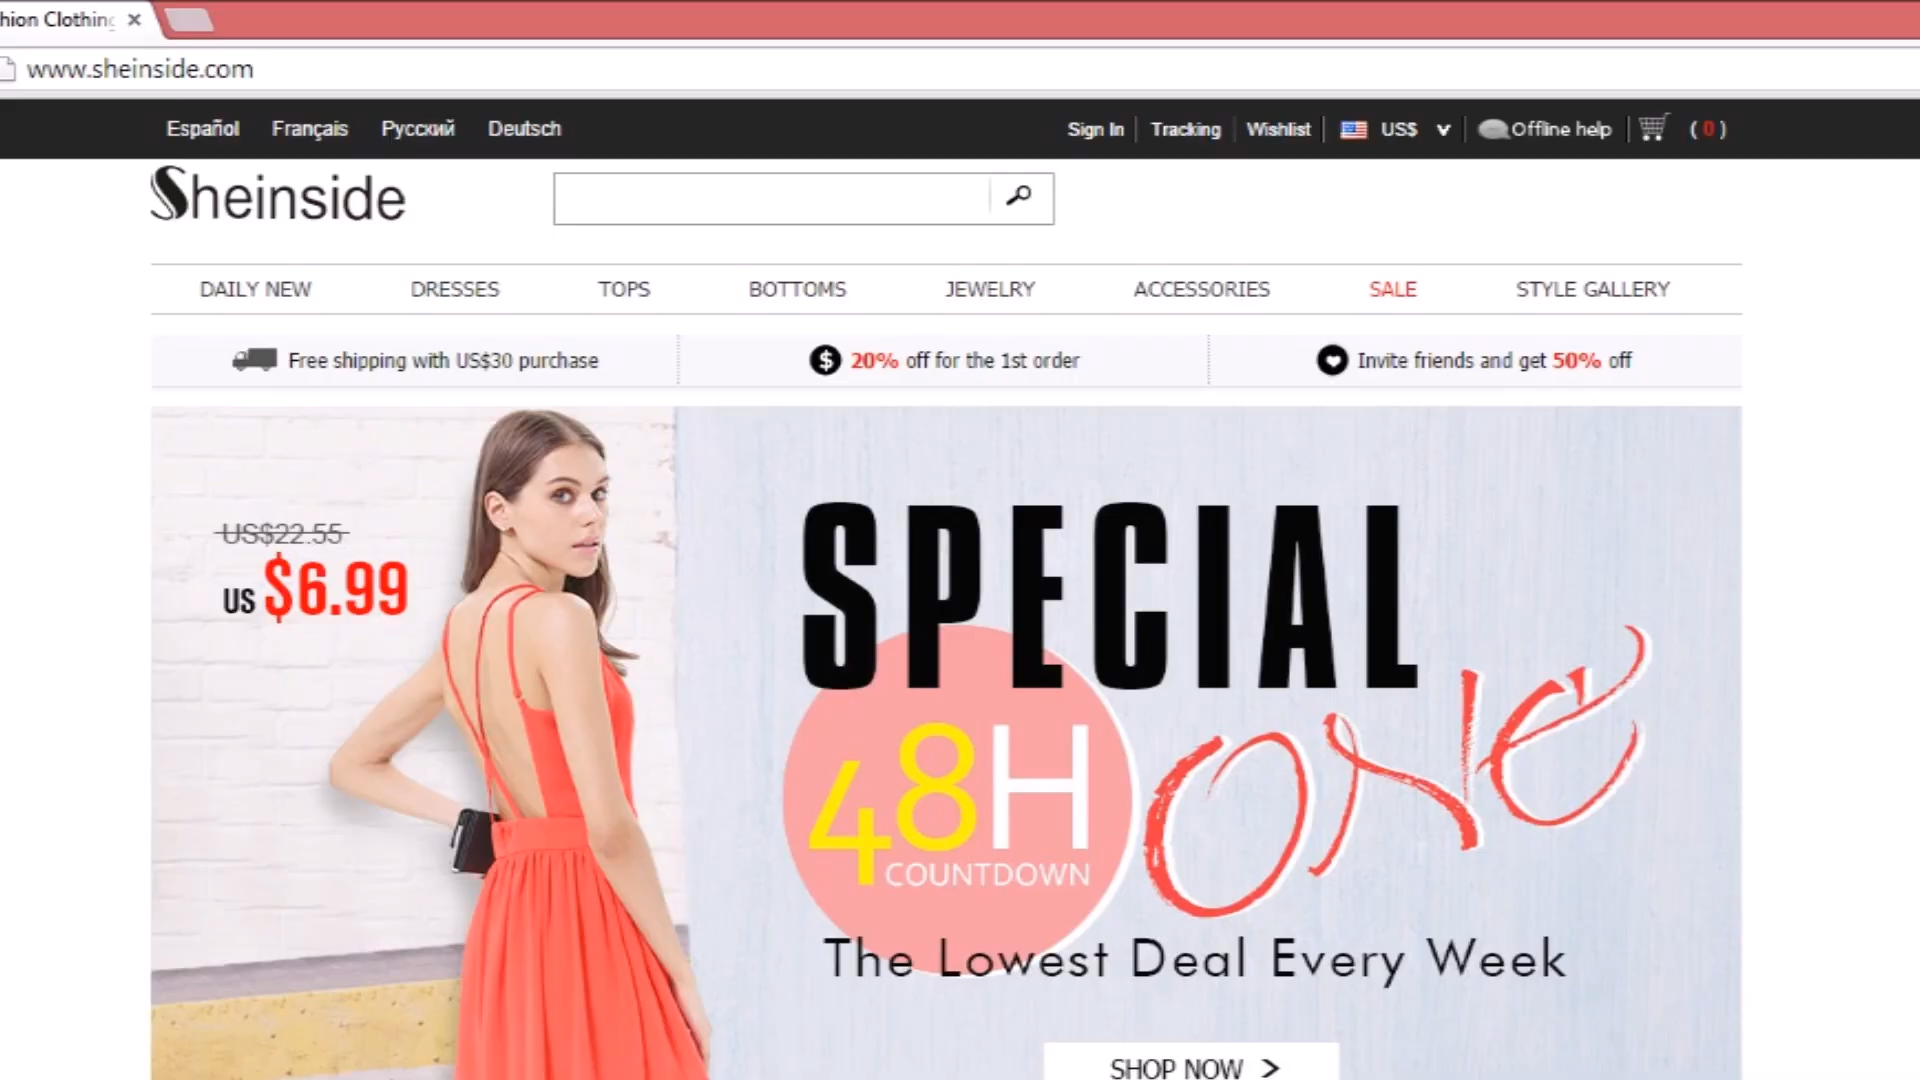 hion Clothing
www.sheinside.com
Español Français Русский Deutsch Sign In Tracking Wishlist US$ Offline help ( 0 )
Sheinside
DAILY NEW DRESSES TOPS BOTTOMS JEWELRY ACCESSORIES SALE STYLE GALLERY
Free shipping with US$30 purchase $ 20% off for the 1st order Invite friends and get 50% off
US$22.55
US $6.99
SPECIAL
ONE
48H
COUNTDOWN
The Lowest Deal Every Week
SHOP NOW >